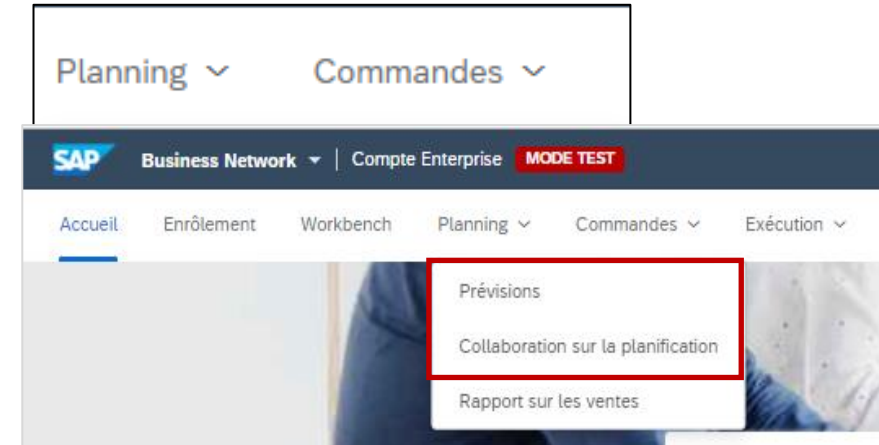 Planning Commandes
SAP Business Network | Compte Enterprise MODE TEST
Accueil Enrôlement Workbench Planning Commandes Exécution
Prévisions
Collaboration sur la planification
Rapport sur les ventes